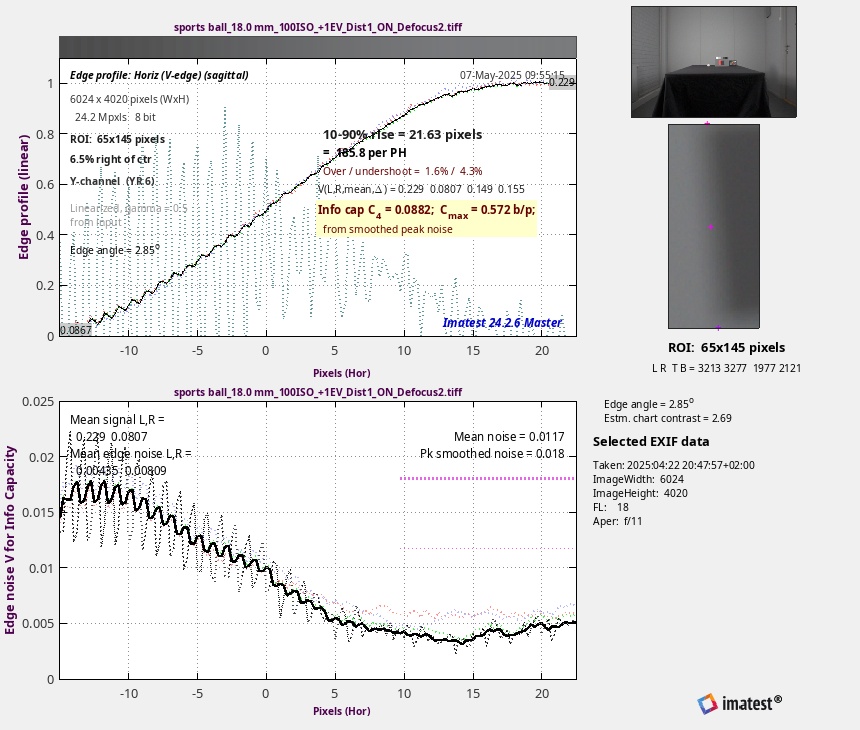 sports ball_18.0 mm_100ISO_+1EV_Dist1_ON_Defocus2.tiff
Edge profile: Horiz (V-edge) (sagittal)
07-May-2025 09:55:15
0.229
6024 x 4020 pixels (WxH)
24.2 Mpxls 8 bit
ROI: 65x145 pixels
6.5% right of ctr
Y-channel (YR 6)
Linearized, gamma = 0.5
from input
Edge angle = 2.85⁰
10-90% rise = 21.63 pixels
= 185.8 per PH
Over / undershoot = 1.6% / 4.3%
V(L,R,mean,Δ) = 0.229 0.0807 0.149 0.155
Info cap C4 = 0.0882; Cmax = 0.572 b/p;
from smoothed peak noise
Imatest 24.2.6 Master
0.0867
Edge profile (linear)
1
0.8
0.6
0.4
0.2
0
-10 -5 0 5 10 15 20
Pixels (Hor)
sports ball_18.0 mm_100ISO_+1EV_Dist1_ON_Defocus2.tiff
Mean signal L,R =
0.229 0.0807
Mean edge noise L,R =
0.00435 0.00809
Mean noise = 0.0117
Pk smoothed noise = 0.018
Edge noise V for Info Capacity
0.025
0.02
0.015
0.01
0.005
0
-10 -5 0 5 10 15 20
Pixels (Hor)
ROI: 65x145 pixels
L R T B = 3213 3277 1977 2121
Edge angle = 2.85⁰
Estm. chart contrast = 2.69
Selected EXIF data
Taken: 2025:04:22 20:47:57+02:00
ImageWidth: 6024
ImageHeight: 4020
FL: 18
Aper: f/11
imatest®